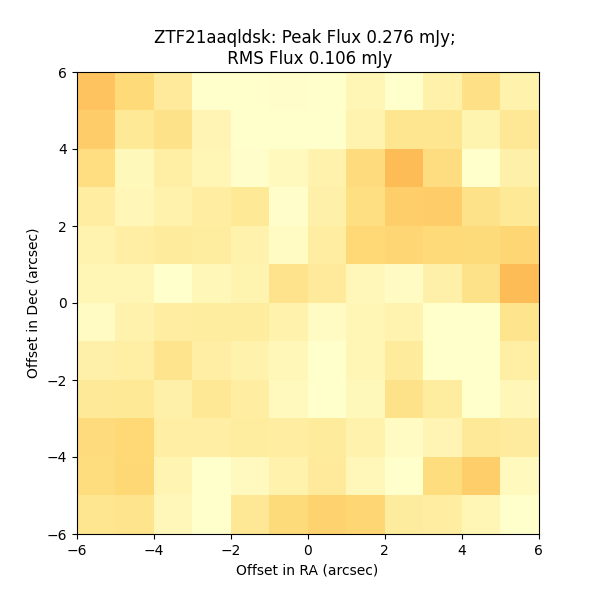 ZTF21aaqldsk: Peak Flux 0.276 mJy;
RMS Flux 0.106 mJy
6
4
2
0
−2
−4
−6
Offset in Dec (arcsec)
−6 −4 −2 0 2 4 6
Offset in RA (arcsec)